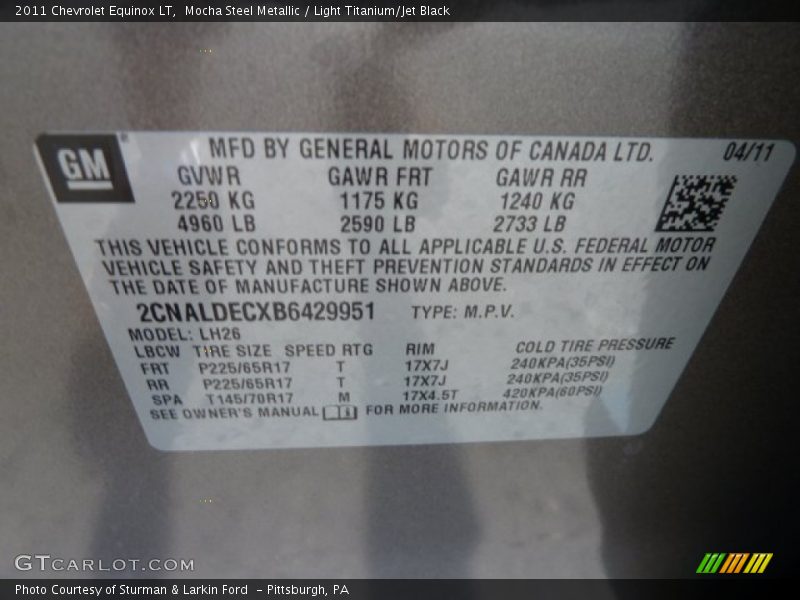 2011 Chevrolet Equinox LT,  Mocha Steel Metallic / Light Titanium/Jet Black
GM
MFD BY GENERAL MOTORS OF CANADA LTD. 04/11
GVWR GAWR FRT GAWR RR
2250 KG 1175 KG 1240 KG
4960 LB 2590 LB 2733 LB
THIS VEHICLE CONFORMS TO ALL APPLICABLE U.S. FEDERAL MOTOR
VEHICLE SAFETY AND THEFT PREVENTION STANDARDS IN EFFECT ON
THE DATE OF MANUFACTURE SHOWN ABOVE.
2CNALDECXB6429951 TYPE: M.P.V.
MODEL: LH26
LBCW TIRE SIZE SPEED RTG RIM COLD TIRE PRESSURE
FRT P225/65R17 T 17X7J 240KPA(35PSI)
RR P225/65R17 T 17X7J 240KPA(35PSI)
SPA T145/70R17 M 17X4.5T 420KPA(60PSI)
SEE OWNER'S MANUAL FOR MORE INFORMATION.
GTCARLOT.COM
Photo Courtesy of Sturman & Larkin Ford  - Pittsburgh, PA